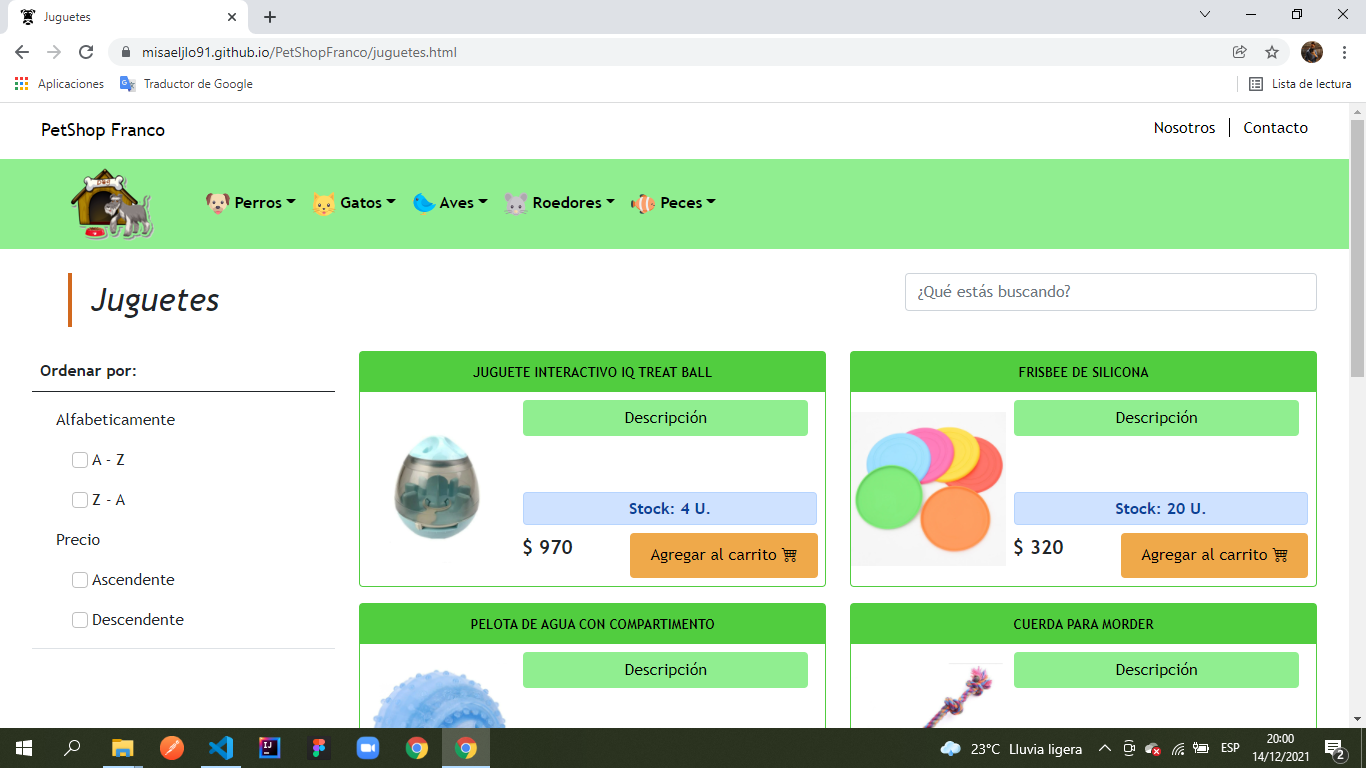 Juguetes
misaeljlo91.github.io/PetShopFranco/juguetes.html
Aplicaciones
Traductor de Google
Lista de lectura
PetShop Franco
Nosotros
Contacto
Perros
Gatos
Aves
Roedores
Peces
Juguetes
¿Qué estás buscando?
Ordenar por:
Alfabeticamente
A - Z
Z - A
Precio
Ascendente
Descendente
JUGUETE INTERACTIVO IQ TREAT BALL
Descripción
Stock: 4 U.
$ 970
Agregar al carrito
FRISBEE DE SILICONA
Descripción
Stock: 20 U.
$ 320
Agregar al carrito
PELOTA DE AGUA CON COMPARTIMENTO
Descripción
CUERDA PARA MORDER
Descripción
23°C Lluvia ligera
ESP
20:00
14/12/2021
2